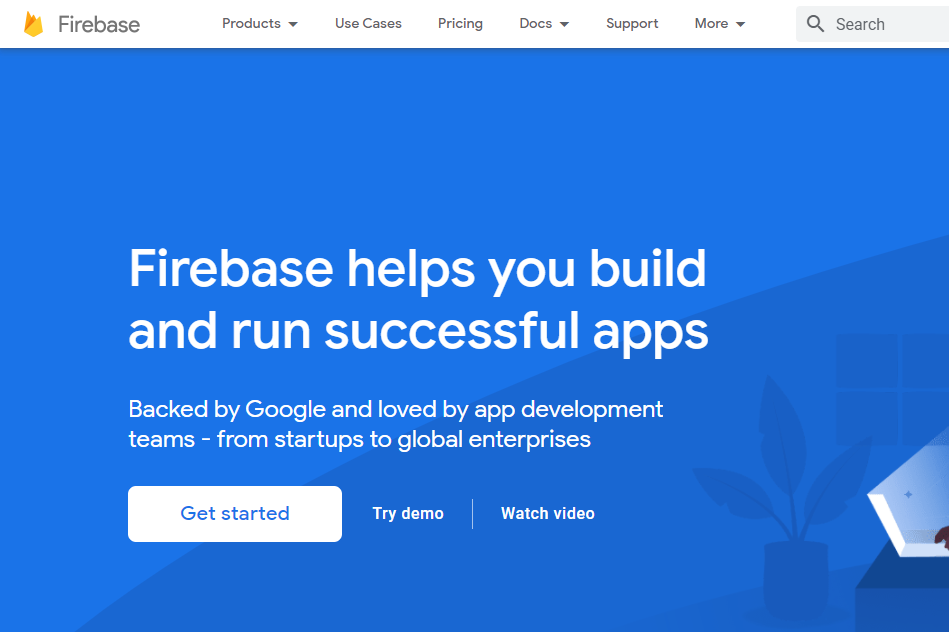 Firebase Products Use Cases Pricing Docs Support More Search
Firebase helps you build
and run successful apps
Backed by Google and loved by app development
teams - from startups to global enterprises
Get started Try demo Watch video